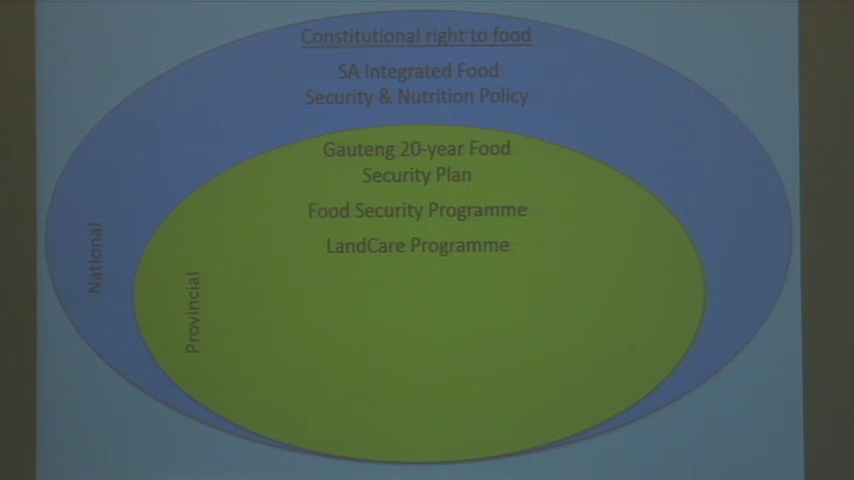 Constitutional right to food
SA Integrated Food
Security & Nutrition Policy
Gauteng 20-year Food
Security Plan
Food Security Programme
LandCare Programme
National
Provincial